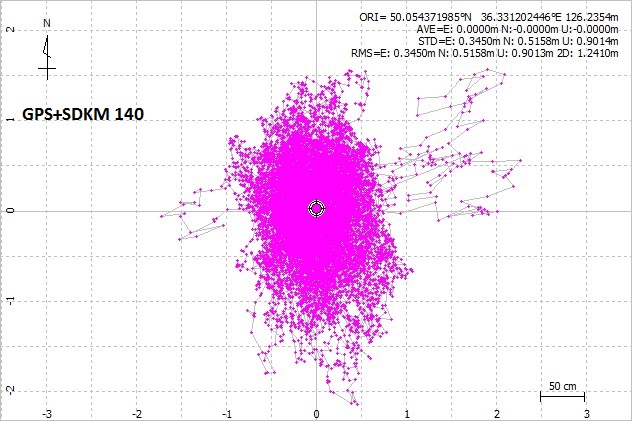 N
ORI= 50.054371985°N 36.331202446°E 126.2354m
AVE=E: 0.0000m N:-0.0000m U:-0.0000m
STD=E: 0.3450m N: 0.5158m U: 0.9014m
RMS=E: 0.3450m N: 0.5158m U: 0.9013m 2D: 1.2410m
GPS+SDKM 140
2
1
0
-1
-2
50 cm
-3 -2 -1 0 1 2 3